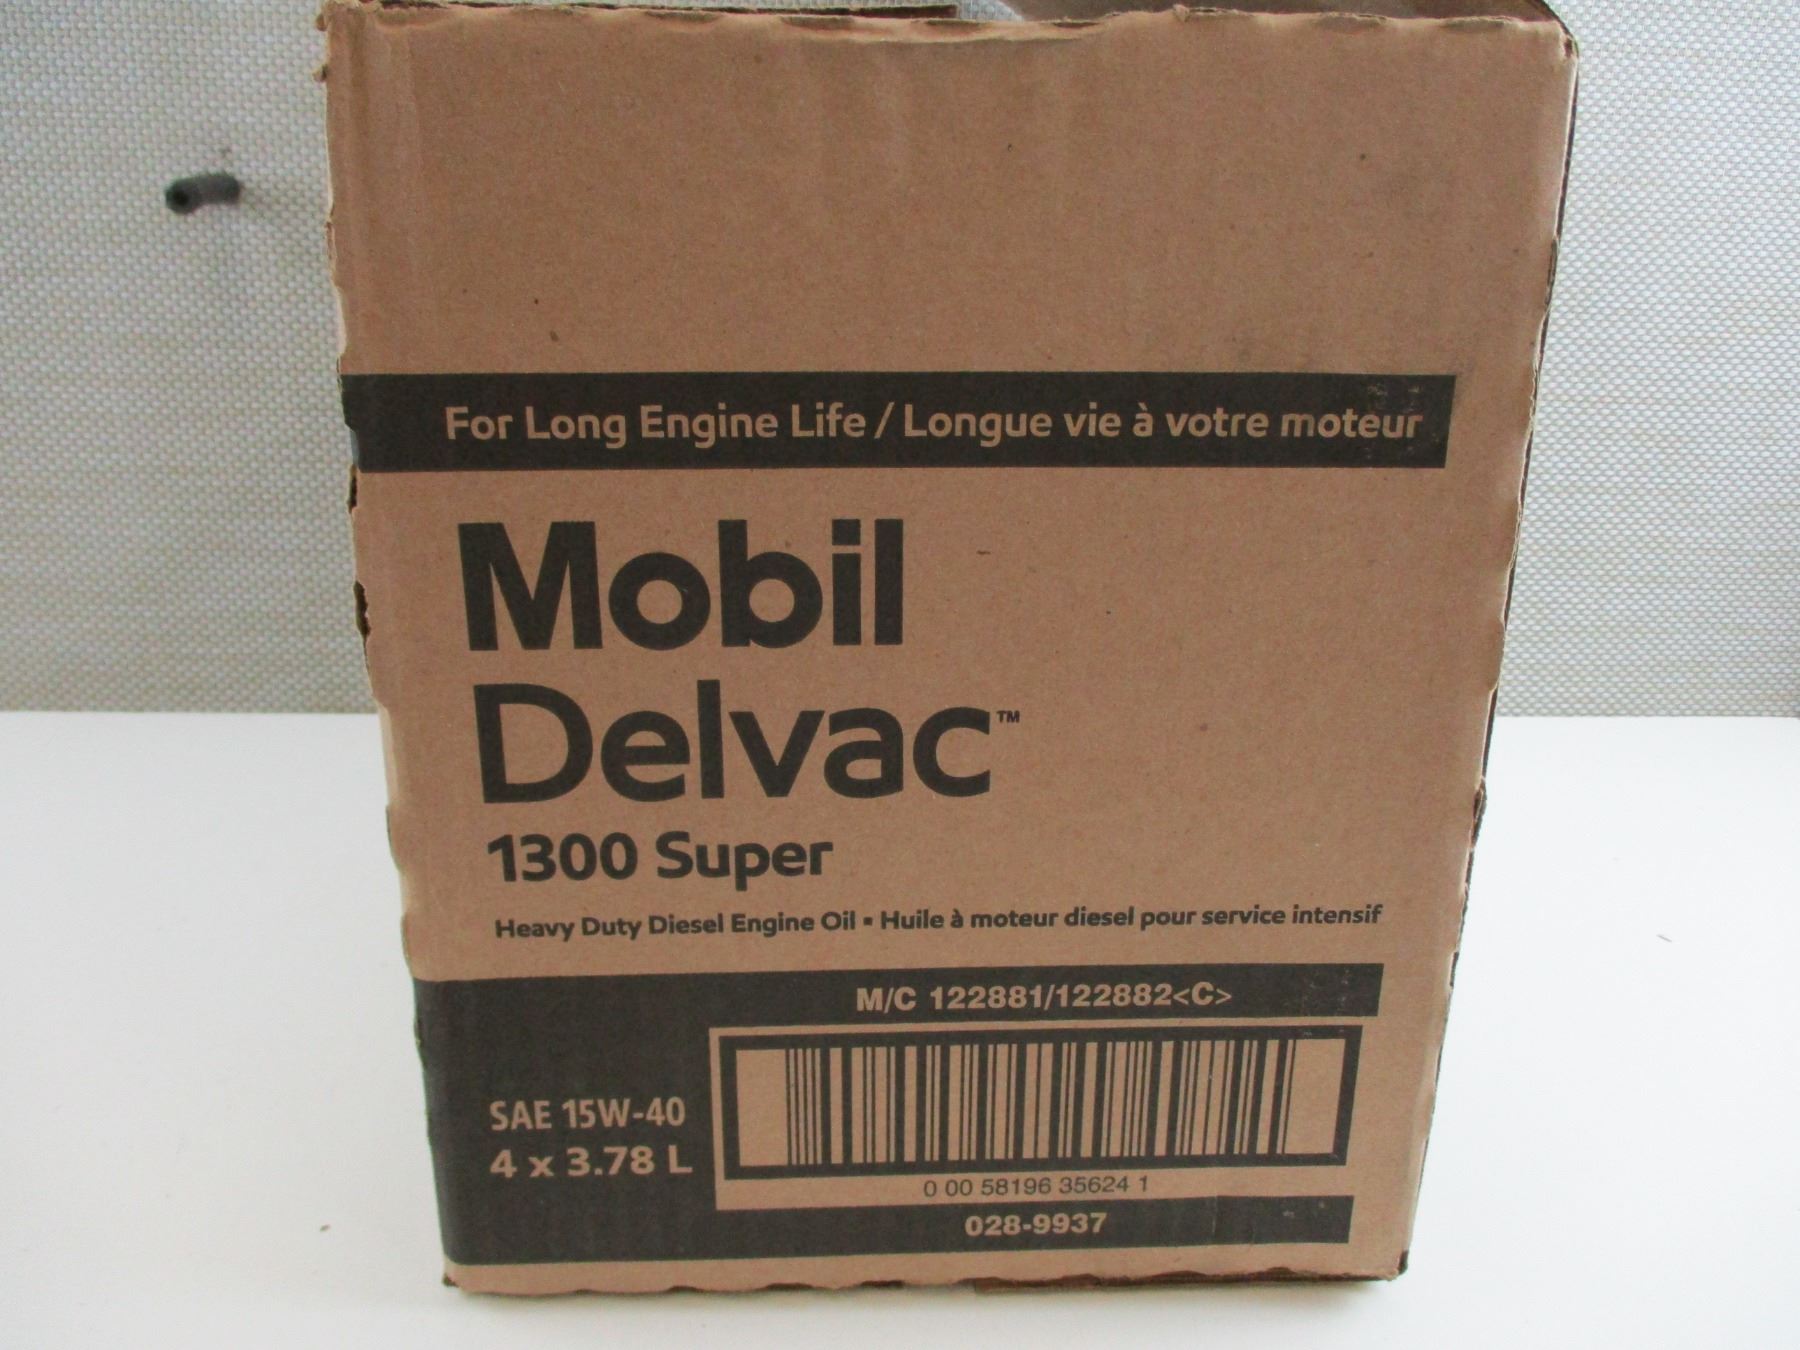 For Long Engine Life / Longue vie à votre moteur
Mobil
Delvac™
1300 Super
Heavy Duty Diesel Engine Oil ▪ Huile à moteur diesel pour service intensif
M/C 122881/122882<C>
SAE 15W-40
4 x 3.78 L
0 00 58196 35624 1
028-9937